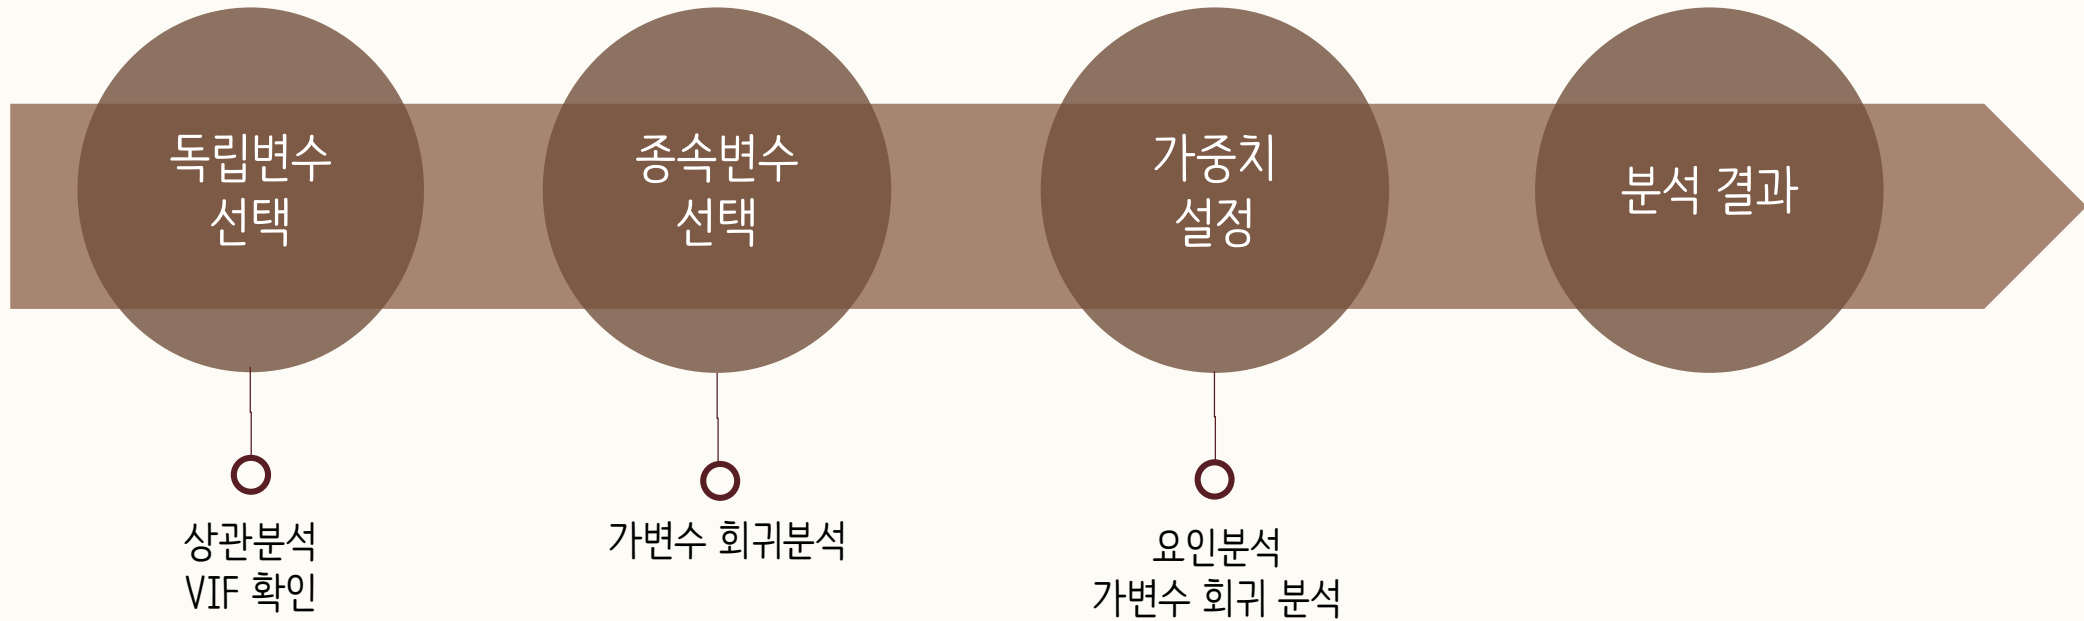 독립변수
선택
종속변수
선택
가중치
설정
분석 결과
상관분석
VIF 확인
가변수 회귀분석
요인분석
가변수 회귀 분석